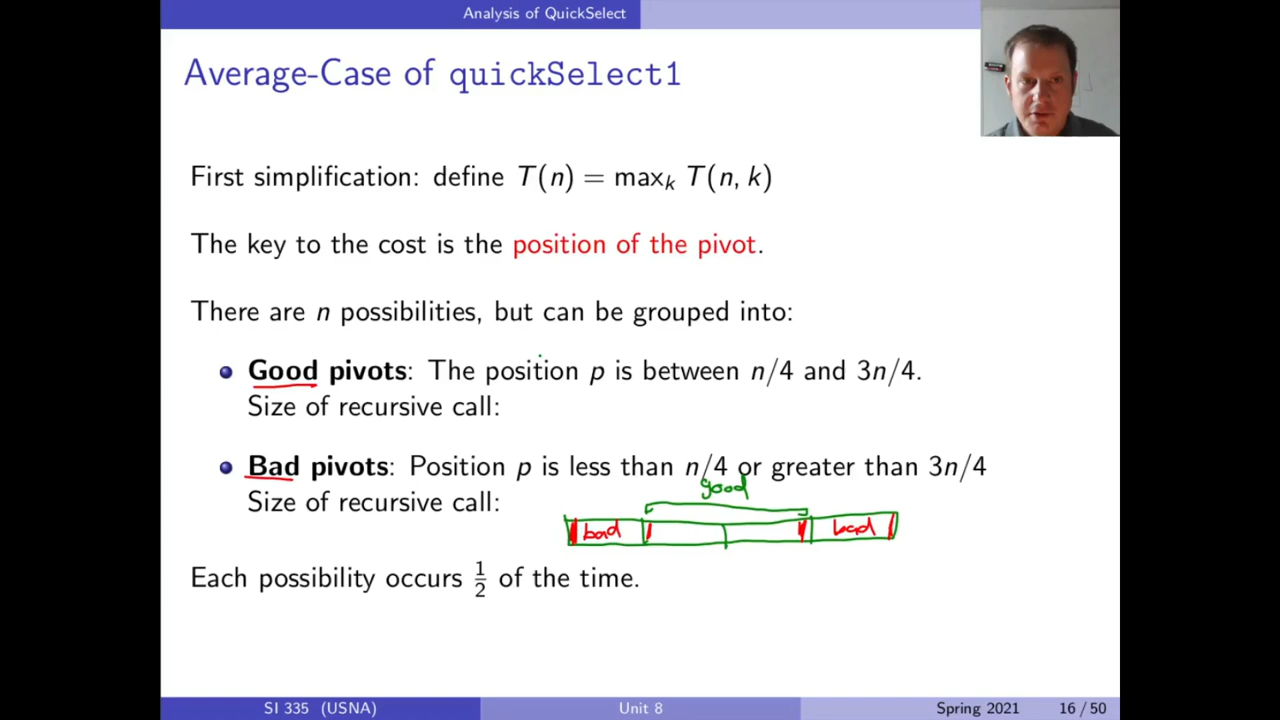 Analysis of QuickSelect
Average-Case of quickSelect1
First simplification: define T(n) = maxₖ T(n, k)
The key to the cost is the position of the pivot.
There are n possibilities, but can be grouped into:
Good pivots: The position p is between n/4 and 3n/4.
Size of recursive call:
Bad pivots: Position p is less than n/4 or greater than 3n/4
good
Size of recursive call:
bad bad
Each possibility occurs 1/2 of the time.
SI 335 (USNA) Unit 8 Spring 2021 16 / 50